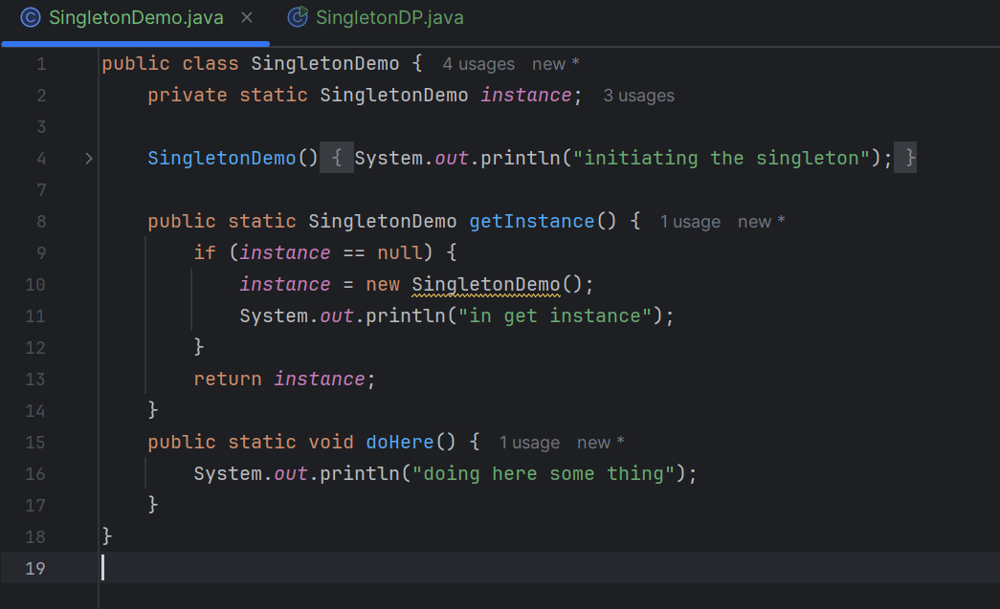 SingletonDemo.java × SingletonDP.java
1 public class SingletonDemo { 4 usages new *
2 private static SingletonDemo instance; 3 usages
3
4 SingletonDemo() { System.out.println("initiating the singleton"); }
7
8 public static SingletonDemo getInstance() { 1 usage new *
9 if (instance == null) {
10 instance = new SingletonDemo();
11 System.out.println("in get instance");
12 }
13 return instance;
14 }
15 public static void doHere() { 1 usage new *
16 System.out.println("doing here some thing");
17 }
18 }
19